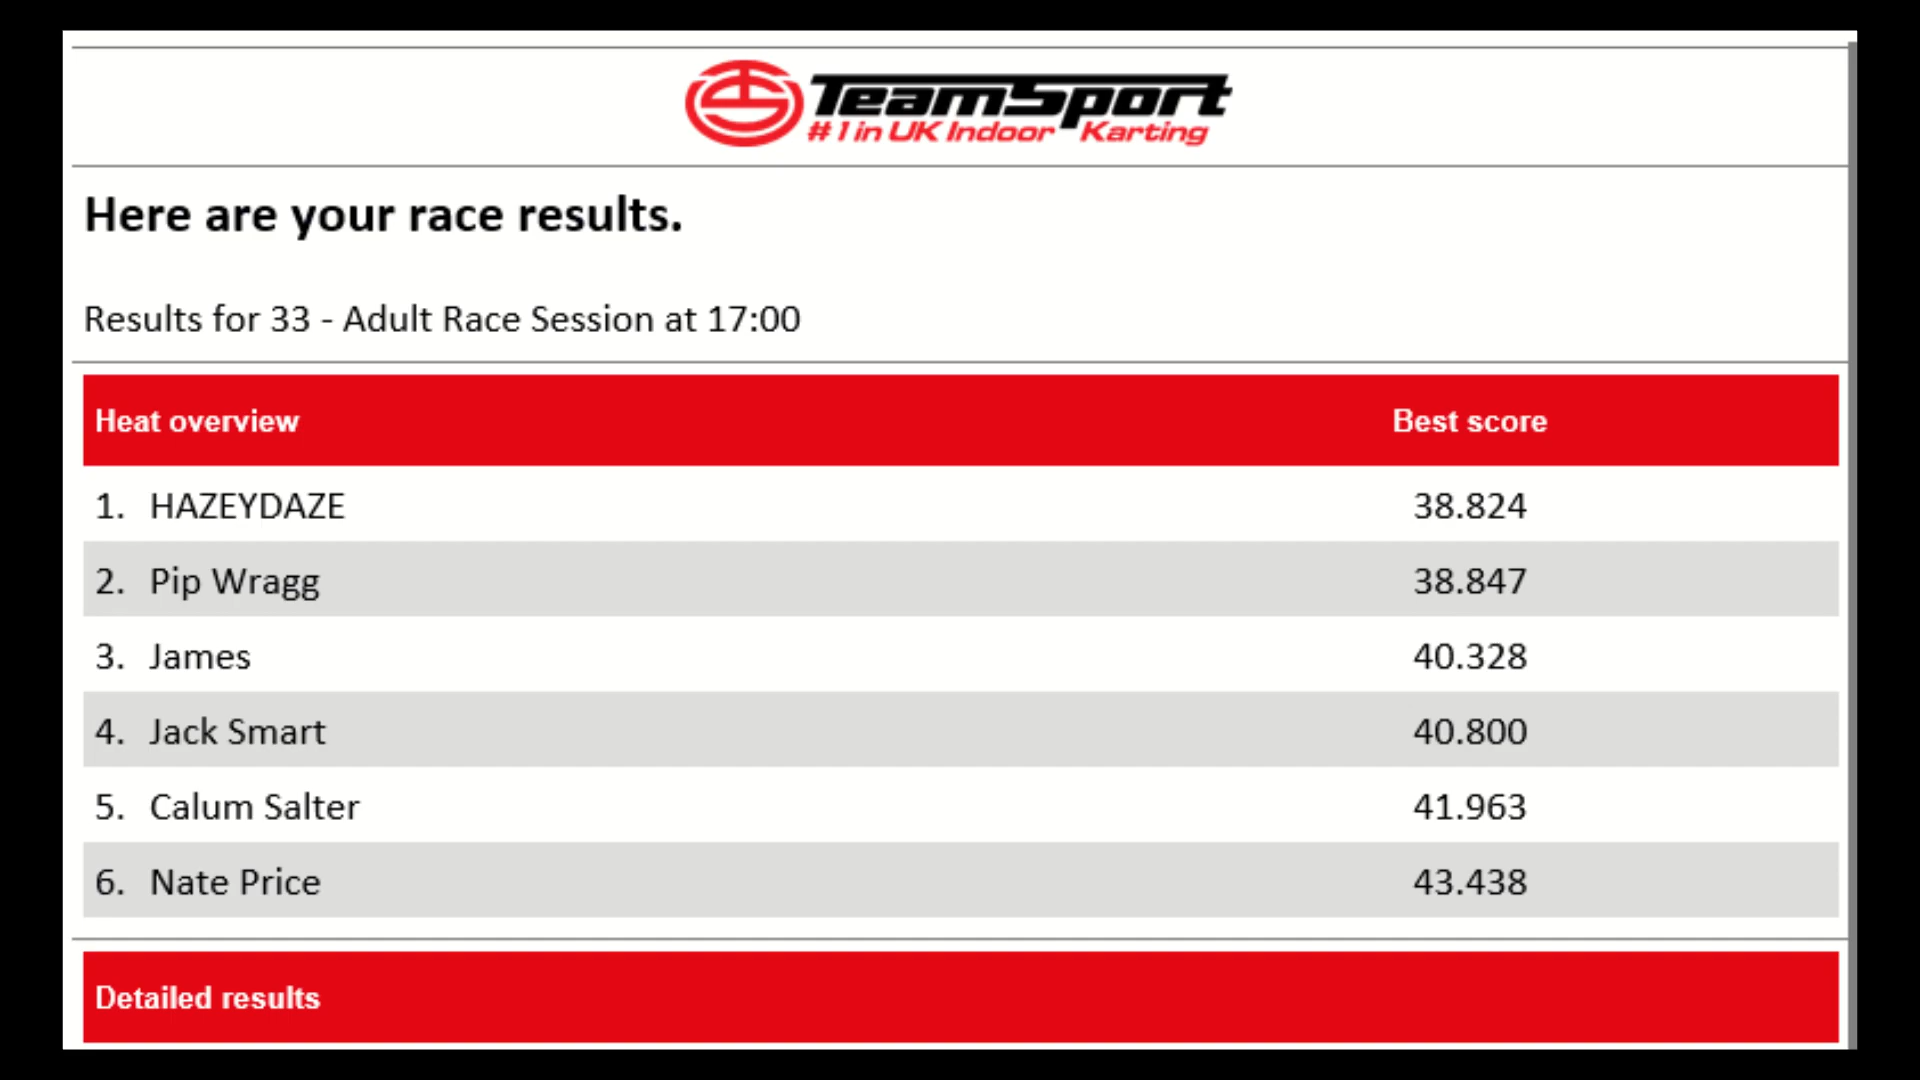 TeamSport
#1 in UK Indoor Karting
Here are your race results.
Results for 33 - Adult Race Session at 17:00
Heat overview Best score
1. HAZEYDAZE 38.824
2. Pip Wragg 38.847
3. James 40.328
4. Jack Smart 40.800
5. Calum Salter 41.963
6. Nate Price 43.438
Detailed results